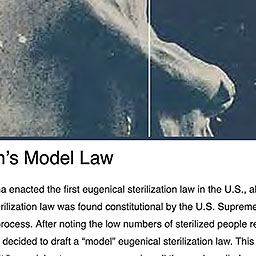 n's Model Law
a enacted the first eugenical sterilization law in the U.S., al
rilization law was found constitutional by the U.S. Supreme
rocess. After noting the low numbers of sterilized people re
decided to draft a “model” eugenical sterilization law. This